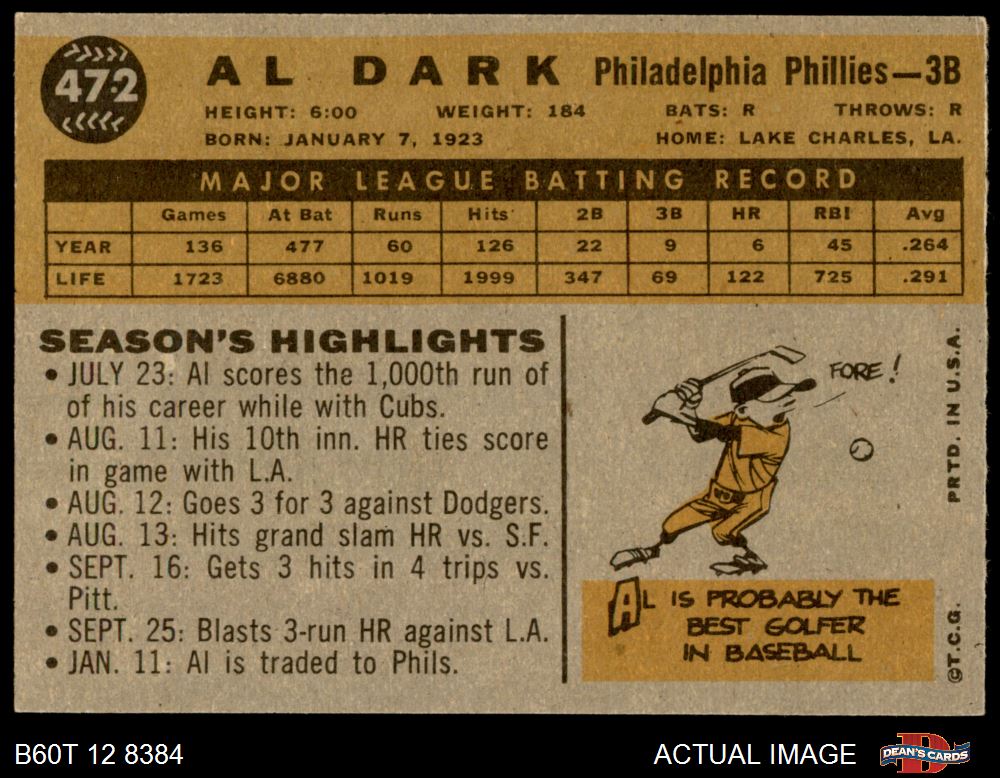 472
AL DARK Philadelphia Phillies—3B
HEIGHT: 6:00 WEIGHT: 184 BATS: R THROWS: R
BORN: JANUARY 7, 1923 HOME: LAKE CHARLES, LA.
MAJOR LEAGUE BATTING RECORD
Games At Bat Runs Hits 2B 3B HR RBI Avg
YEAR 136 477 60 126 22 9 6 45 .264
LIFE 1723 6880 1019 1999 347 69 122 725 .291
SEASON'S HIGHLIGHTS
• JULY 23: Al scores the 1,000th run of
of his career while with Cubs.
• AUG. 11: His 10th inn. HR ties score
in game with L.A.
• AUG. 12: Goes 3 for 3 against Dodgers.
• AUG. 13: Hits grand slam HR vs. S.F.
• SEPT. 16: Gets 3 hits in 4 trips vs.
Pitt.
• SEPT. 25: Blasts 3-run HR against L.A.
• JAN. 11: Al is traded to Phils.
FORE!
AL IS PROBABLY THE
BEST GOLFER
IN BASEBALL
©T.C.G. PRTD. IN U.S.A.
B60T 12 8384
ACTUAL IMAGE
D
DEAN'S CARDS